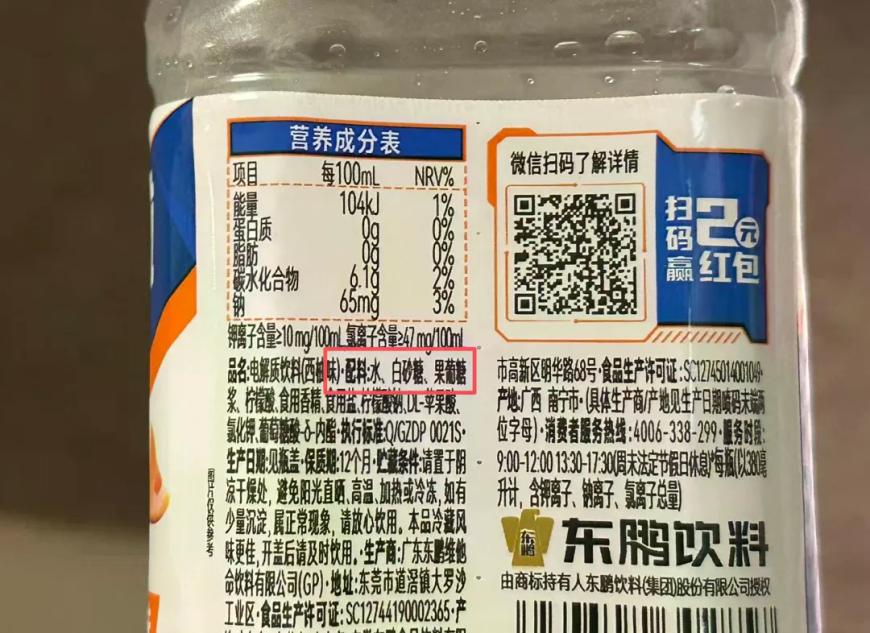 营养成分表
项目 每100mL NRV%
能量 104kJ 1%
蛋白质 0g 0%
脂肪 0g 0%
碳水化合物 6.1g 2%
钠 65mg 3%
钾离子含量≥10 mg/100mL 氯离子含量≥47 mg/100mL
品名:电解质饮料(西柚味)·配料:水、白砂糖、果葡糖
浆、柠檬酸、食用香精、食用盐、柠檬酸钠、DL-苹果酸、
氯化钾、葡萄糖酸-δ-内酯·执行标准:Q/GZDP 0021S·
生产日期:见瓶盖·保质期:12个月·贮藏条件:请置于阴
凉干燥处，避免阳光直晒、高温、加热或冷冻，如有
少量沉淀，属正常现象，请放心饮用。本品冷藏风
味更佳，开盖后请及时饮用。·生产商:广东东鹏维他
命饮料有限公司(GP)·地址:东莞市道滘镇大罗沙
工业区·食品生产许可证:SC12744190002365·产
图片仅供参考
微信扫码了解详情
扫码赢
2元
红包
市高新区明华路68号·食品生产许可证:SC12745014001049·
产地:广西 南宁市·(具体生产商/产地见生产日期喷码末端两
位字母)·消费者服务热线:4006-338-299·服务时段:
9:00-12:00 13:30-17:30(周末法定节假日休息)*每瓶(以380毫
升计，含钾离子、钠离子、氯离子总量)
东鹏
东鹏饮料
由商标持有人东鹏饮料(集团)股份有限公司授权